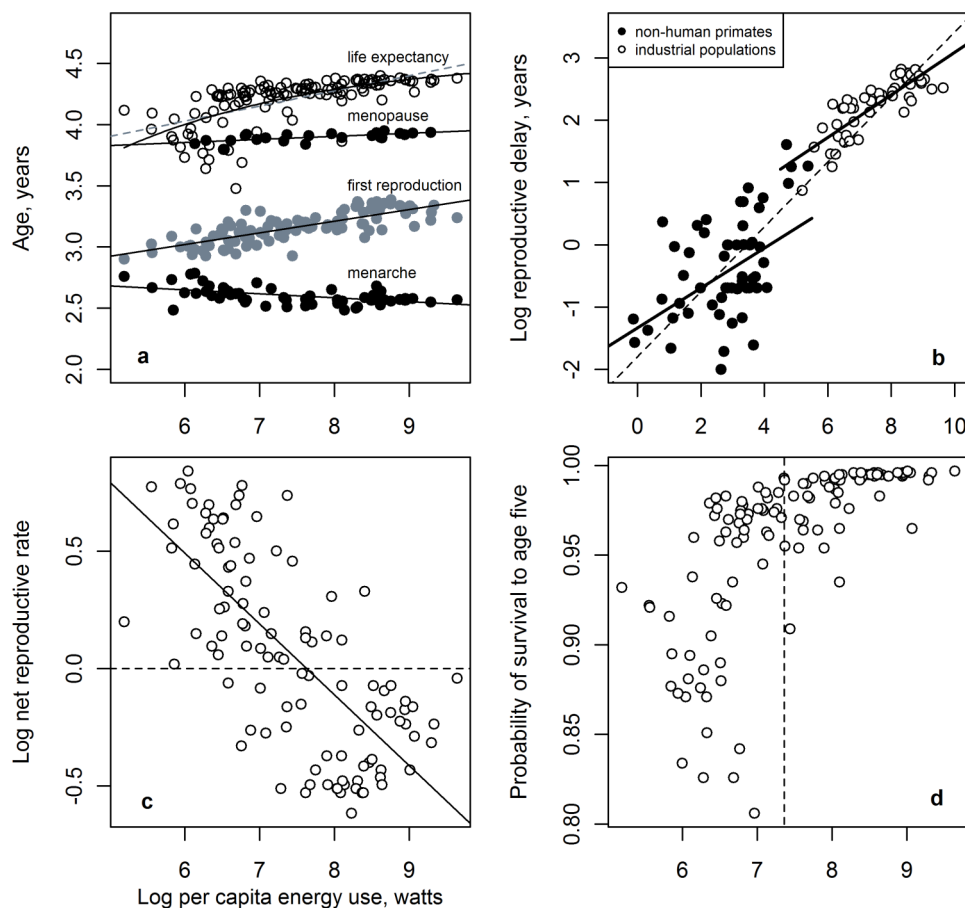 4.5
4.0
3.5
3.0
2.5
2.0
Age, years
life expectancy
menopause
first reproduction
menarche
a
6 7 8 9
3
2
1
0
-1
-2
Log reproductive delay, years
non-human primates
industrial populations
b
0 2 4 6 8 10
0.5
0.0
-0.5
Log net reproductive rate
c
6 7 8 9
Log per capita energy use, watts
1.00
0.95
0.90
0.85
0.80
Probability of survival to age five
d
6 7 8 9